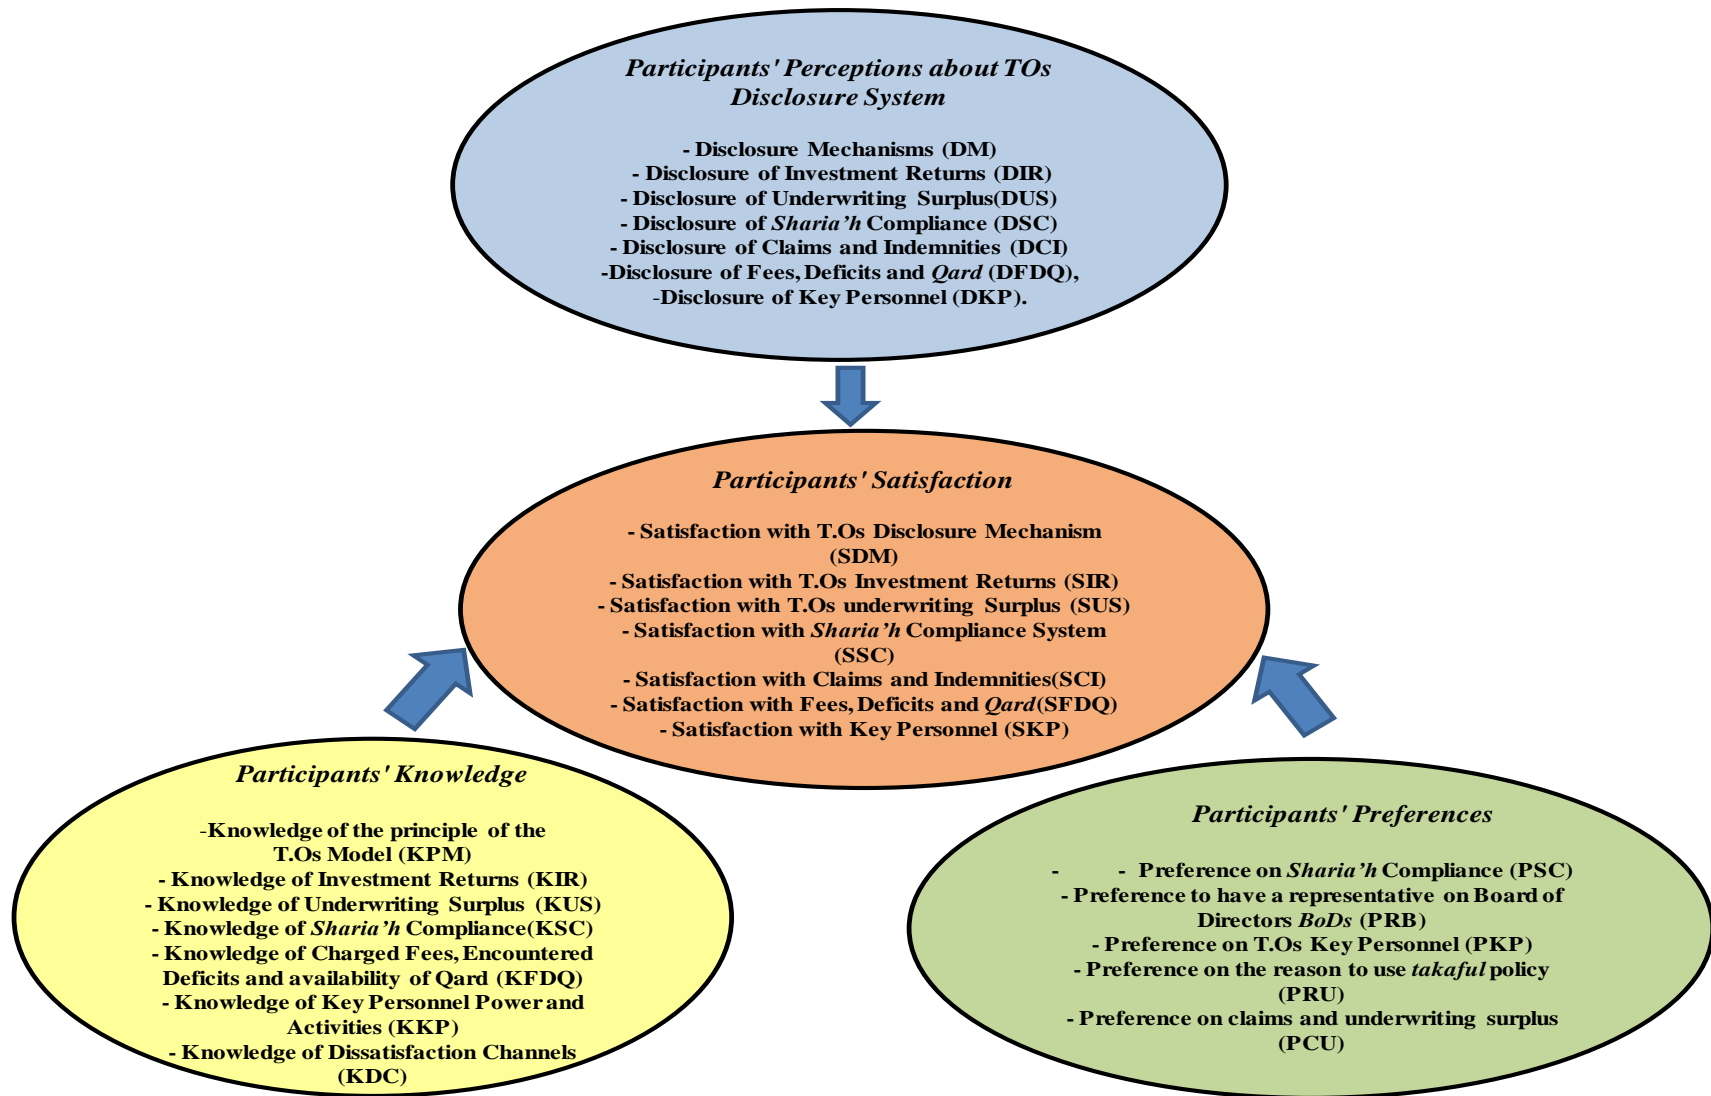 Participants' Perceptions about TOs
Disclosure System
- Disclosure Mechanisms (DM)
- Disclosure of Investment Returns (DIR)
- Disclosure of Underwriting Surplus(DUS)
- Disclosure of Sharia’h Compliance (DSC)
- Disclosure of Claims and Indemnities (DCI)
-Disclosure of Fees, Deficits and Qard (DFDQ),
-Disclosure of Key Personnel (DKP).
Participants' Satisfaction
- Satisfaction with T.Os Disclosure Mechanism
(SDM)
- Satisfaction with T.Os Investment Returns (SIR)
- Satisfaction with T.Os underwriting Surplus (SUS)
- Satisfaction with Sharia’h Compliance System
(SSC)
- Satisfaction with Claims and Indemnities(SCI)
- Satisfaction with Fees, Deficits and Qard(SFDQ)
- Satisfaction with Key Personnel (SKP)
Participants' Knowledge
-Knowledge of the principle of the
T.Os Model (KPM)
- Knowledge of Investment Returns (KIR)
- Knowledge of Underwriting Surplus (KUS)
- Knowledge of Sharia’h Compliance(KSC)
- Knowledge of Charged Fees, Encountered
Deficits and availability of Qard (KFDQ)
- Knowledge of Key Personnel Power and
Activities (KKP)
- Knowledge of Dissatisfaction Channels
(KDC)
Participants' Preferences
- - Preference on Sharia’h Compliance (PSC)
- Preference to have a representative on Board of
Directors BoDs (PRB)
- Preference on T.Os Key Personnel (PKP)
- Preference on the reason to use takaful policy
(PRU)
- Preference on claims and underwriting surplus
(PCU)